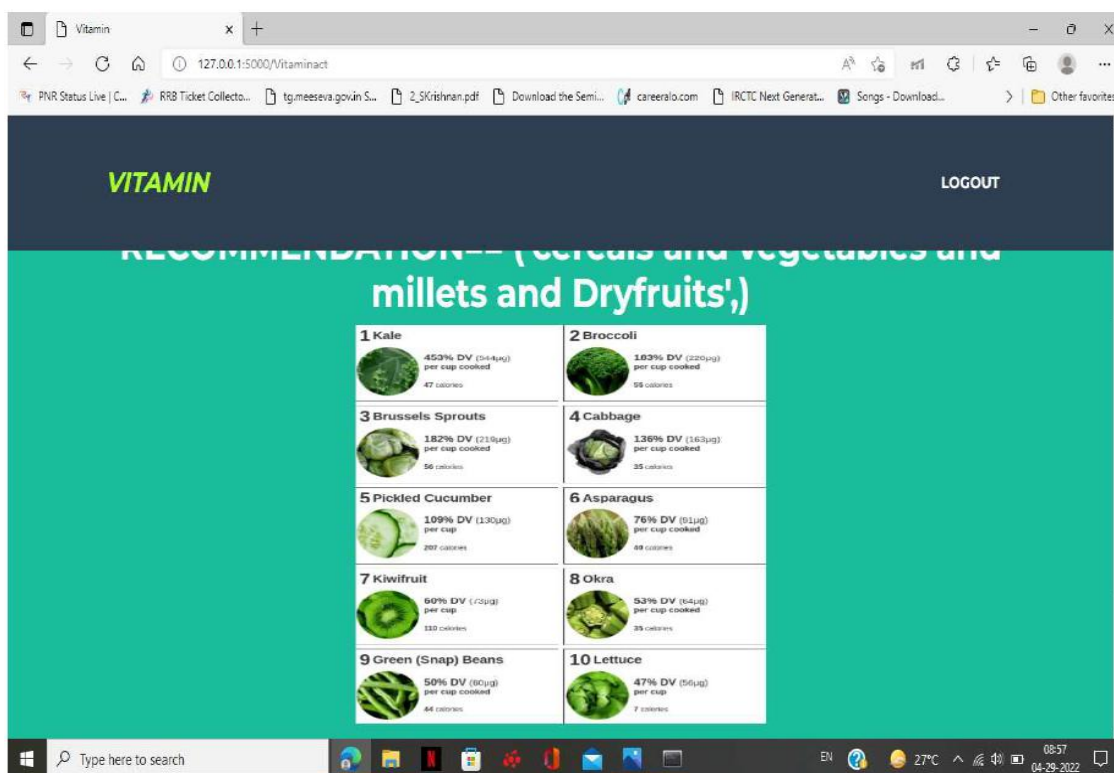 Vitamin
127.0.0.1:5000/Vitaminact
PNR Status Live | C... RRB Ticket Collecto... tg.meeseva.gov.in S... 2_SKrishnan.pdf Download the Semi... careeralo.com IRCTC Next Generat... Songs - Download... Other favorites
VITAMIN LOGOUT
RECOMMENDATION== ('cereals and vegetables and
millets and Dryfruits',)
1 Kale
453% DV (544µg)
per cup cooked
47 calories
2 Broccoli
183% DV (220µg)
per cup cooked
55 calories
3 Brussels Sprouts
182% DV (219µg)
per cup cooked
56 calories
4 Cabbage
136% DV (163µg)
per cup cooked
35 calories
5 Pickled Cucumber
109% DV (130µg)
per cup
207 calories
6 Asparagus
76% DV (91µg)
per cup cooked
40 calories
7 Kiwifruit
60% DV (73µg)
per cup
110 calories
8 Okra
53% DV (64µg)
per cup cooked
35 calories
9 Green (Snap) Beans
50% DV (60µg)
per cup cooked
44 calories
10 Lettuce
47% DV (56µg)
per cup
7 calories
Type here to search EN 27°C 08:57
04-29-2022